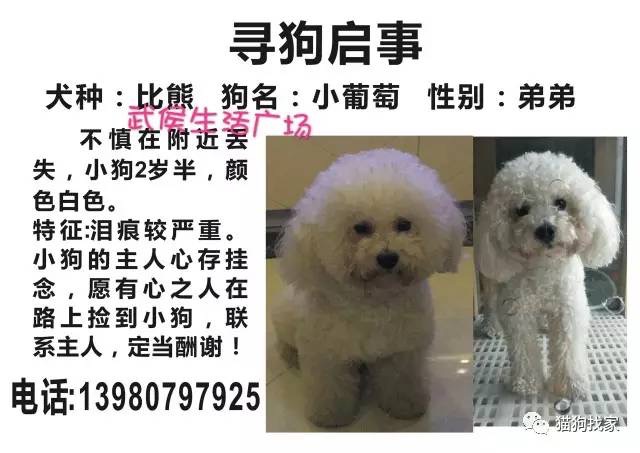 寻狗启事
犬种：比熊 狗名：小葡萄 性别：弟弟
武侯生活广场
不慎在附近丢
失，小狗2岁半，颜
色白色。
特征:泪痕较严重。
小狗的主人心存挂
念，愿有心之人在
路上捡到小狗，联
系主人，定当酬谢！
电话:13980797925
猫狗找家